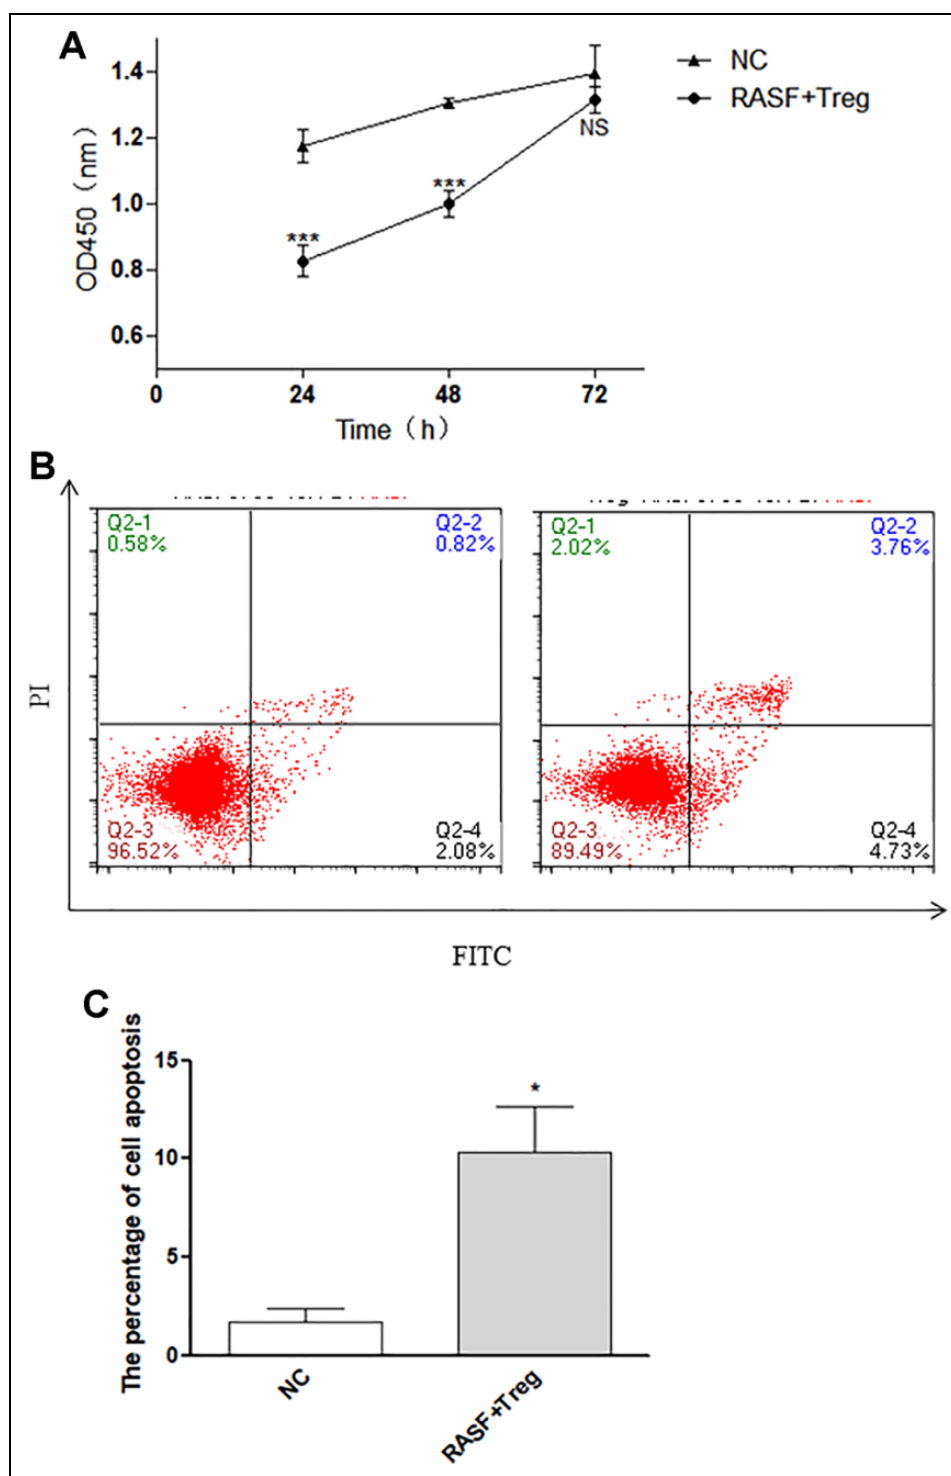 A
1.4
1.2
1.0
0.8
0.6
OD450（nm）
***
***
NS
0
24
48
72
Time（h）
NC
RASF+Treg
B
PI
Q2-1
0.58%
Q2-2
0.82%
Q2-3
96.52%
Q2-4
2.08%
Q2-1
2.02%
Q2-2
3.76%
Q2-3
89.49%
Q2-4
4.73%
FITC
C
The percentage of cell apoptosis
15
10
5
0
*
NC
RASF+Treg